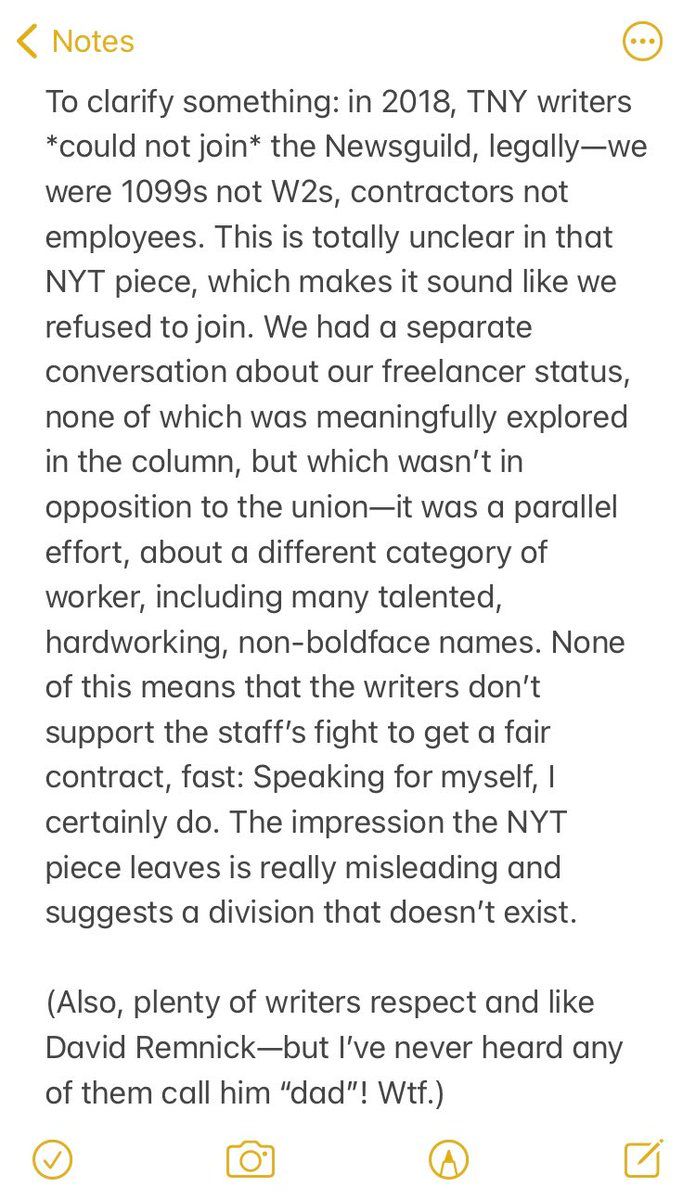 Notes
To clarify something: in 2018, TNY writers
*could not join* the Newsguild, legally—we
were 1099s not W2s, contractors not
employees. This is totally unclear in that
NYT piece, which makes it sound like we
refused to join. We had a separate
conversation about our freelancer status,
none of which was meaningfully explored
in the column, but which wasn’t in
opposition to the union—it was a parallel
effort, about a different category of
worker, including many talented,
hardworking, non-boldface names. None
of this means that the writers don’t
support the staff’s fight to get a fair
contract, fast: Speaking for myself, I
certainly do. The impression the NYT
piece leaves is really misleading and
suggests a division that doesn’t exist.
(Also, plenty of writers respect and like
David Remnick—but I’ve never heard any
of them call him “dad”! Wtf.)